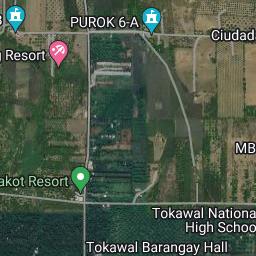 PUROK 6-A
Ciudad
Resort
MB
akot Resort
Tokawal National
High School
Tokawal Barangay Hall